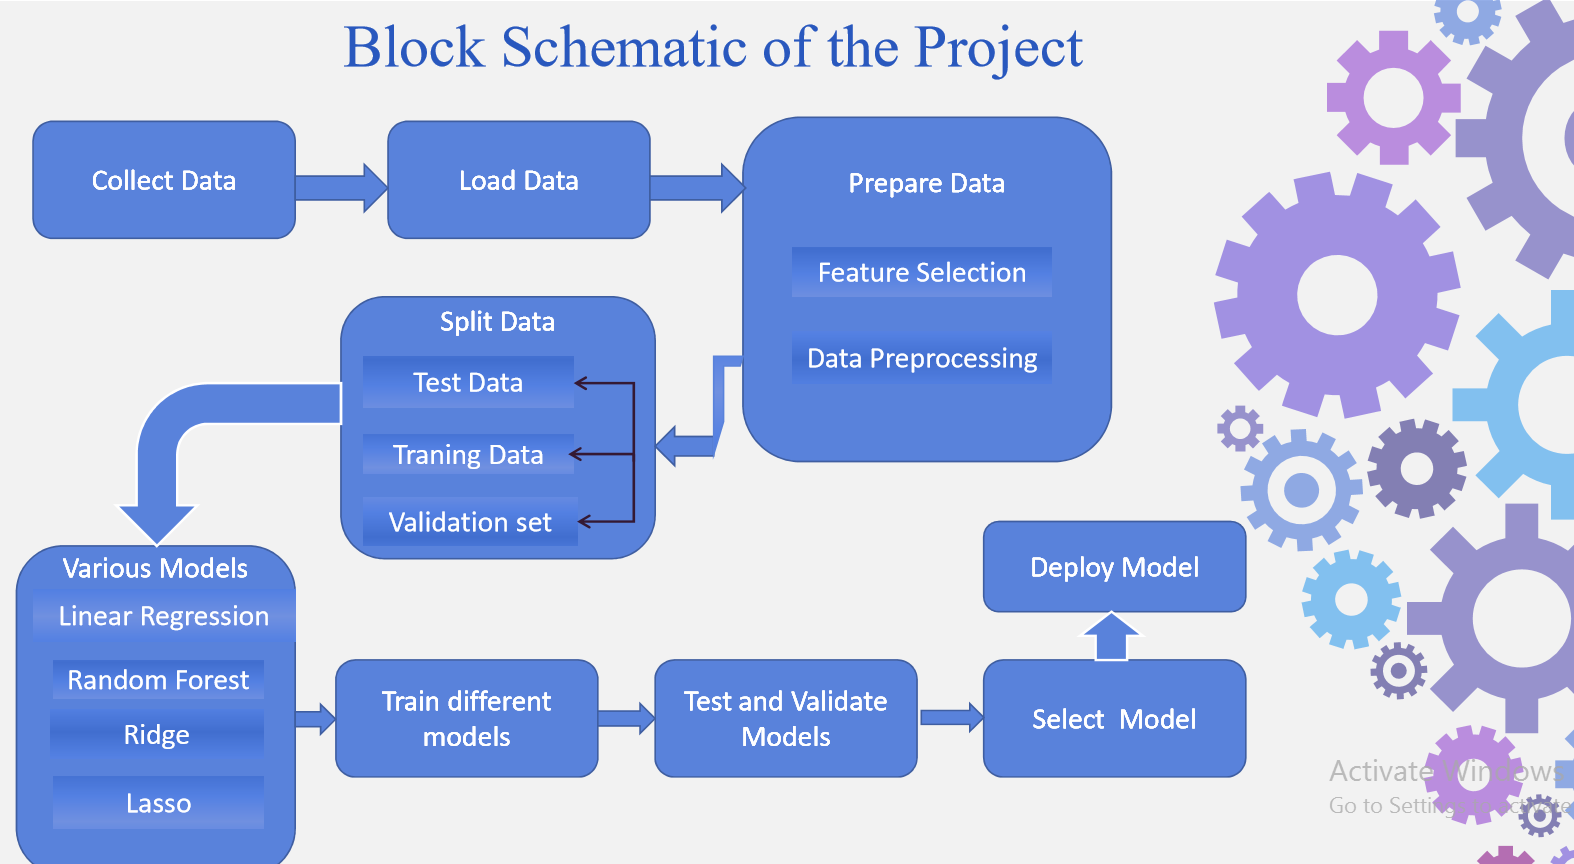 Block Schematic of the Project
Collect Data
Load Data
Prepare Data
Feature Selection
Data Preprocessing
Split Data
Test Data
Traning Data
Validation set
Various Models
Linear Regression
Random Forest
Ridge
Lasso
Train different
models
Test and Validate
Models
Select Model
Deploy Model
Activate Windows
Go to Settings to activate